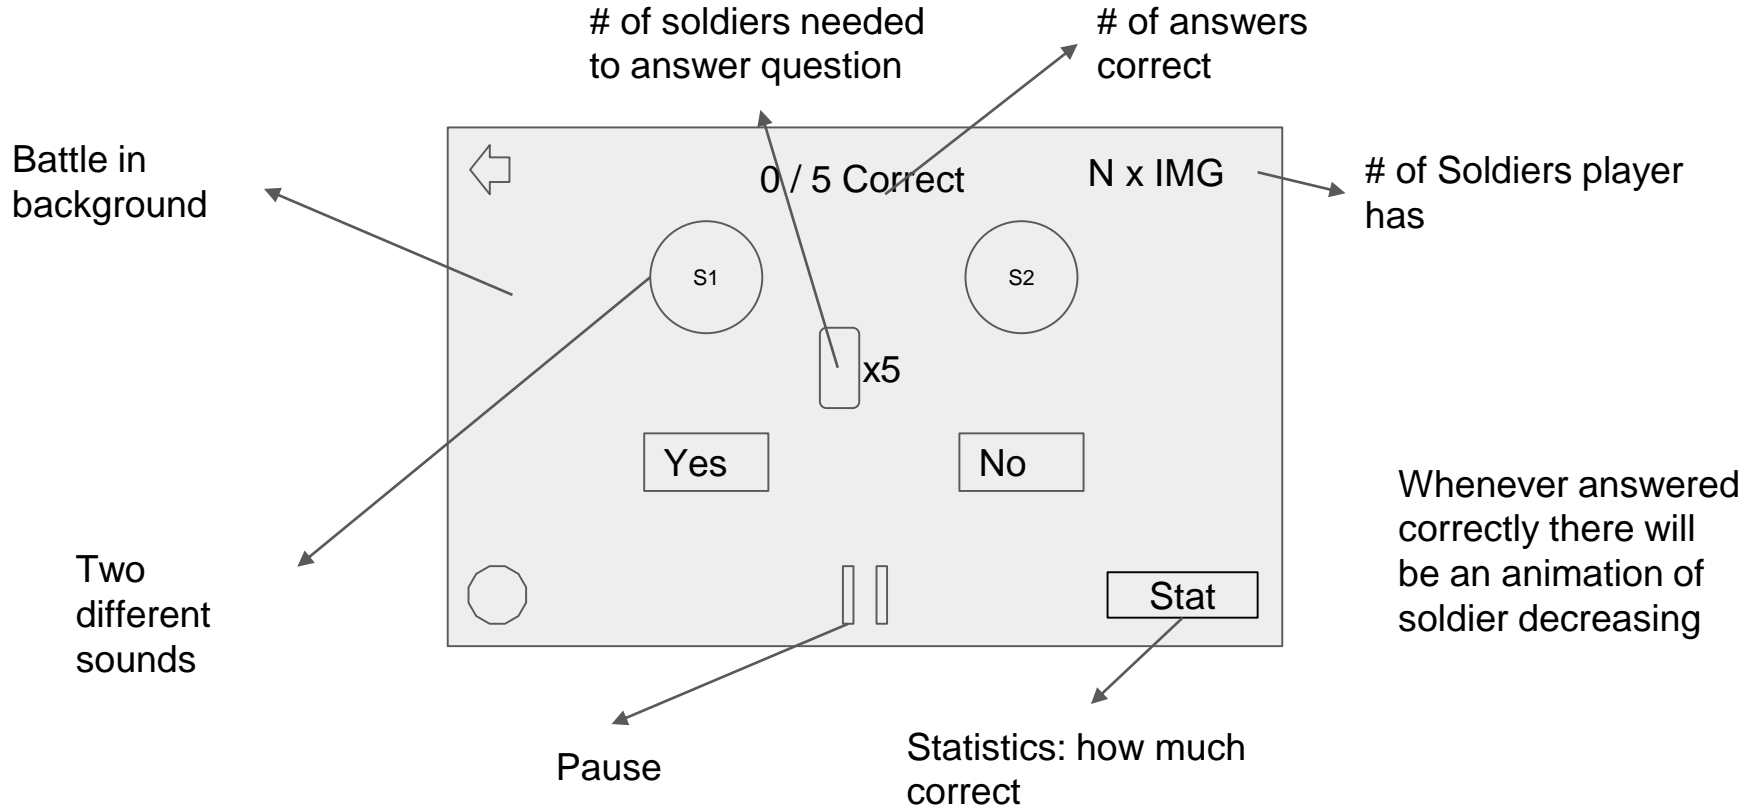 # of soldiers needed
to answer question
# of answers
correct
Battle in
background
0 / 5 Correct
N x IMG
# of Soldiers player
has
S1
S2
x5
Yes
No
Whenever answered
correctly there will
be an animation of
soldier decreasing
Two
different
sounds
Stat
Pause
Statistics: how much
correct